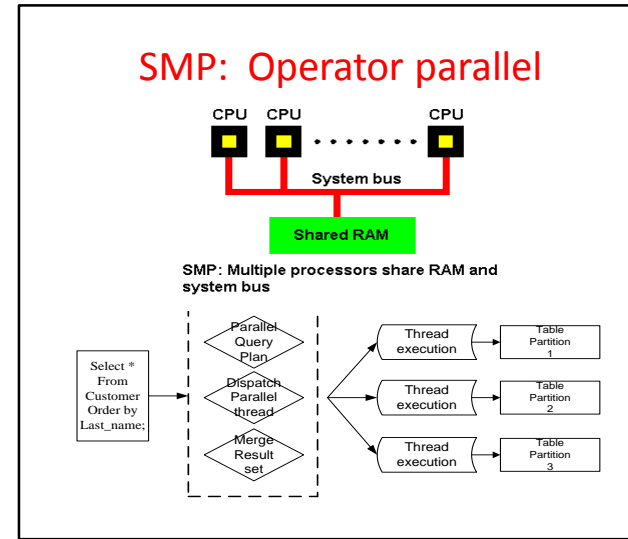 SMP: Operator parallel
CPU CPU CPU
System bus
Shared RAM
SMP: Multiple processors share RAM and
system bus
Select *
From
Customer
Order by
Last_name;
Parallel
Query
Plan
Dispatch
Parallel
thread
Merge
Result
set
Thread
execution
Table
Partition
1
Thread
execution
Table
Partition
2
Thread
execution
Table
Partition
3